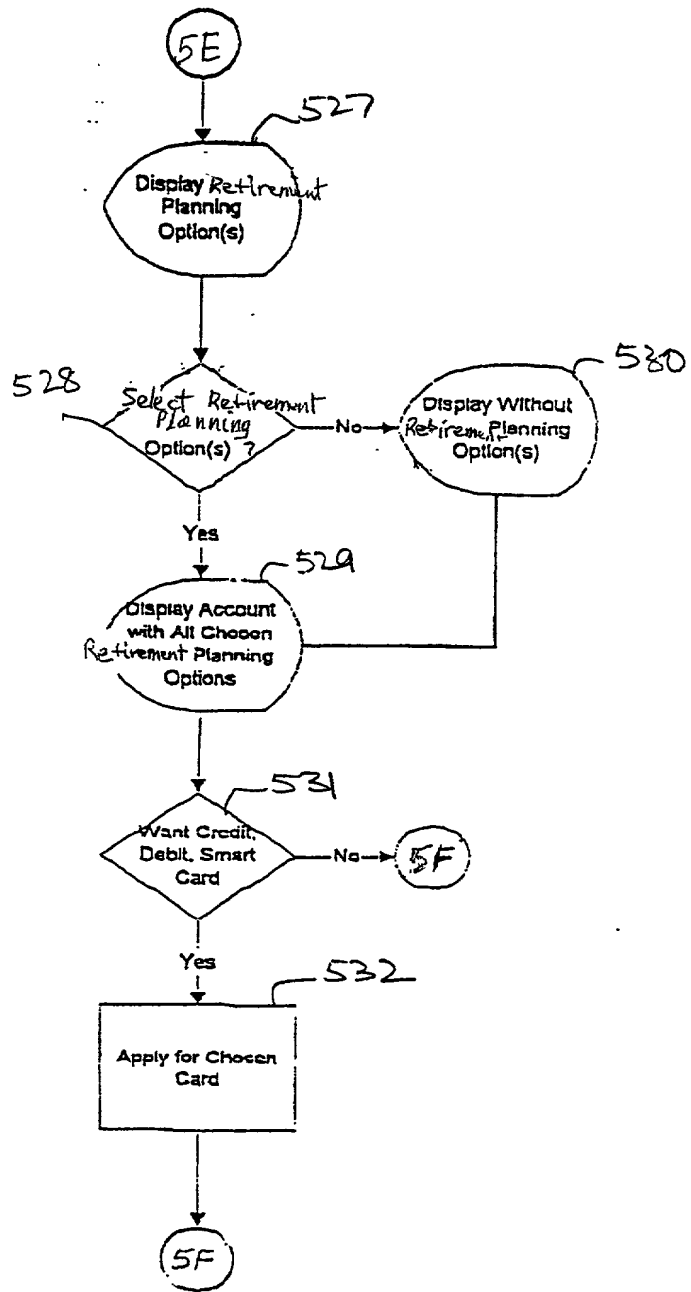 5E
527
Display Retirement
Planning
Option(s)
528
Select Retirement
Planning
Option(s) ?
No
530
Display Without
Retirement Planning
Option(s)
Yes
529
Display Account
with All Chosen
Retirement Planning
Options
531
Want Credit,
Debit, Smart
Card
No
5F
Yes
532
Apply for Chosen
Card
5F